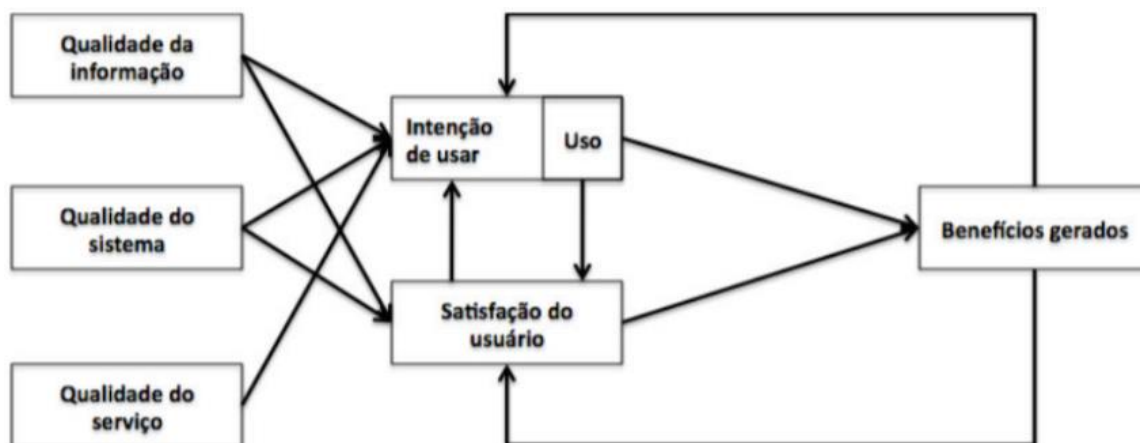 Qualidade da
informação
Intenção
de usar
Uso
Qualidade do
sistema
Benefícios gerados
Satisfação do
usuário
Qualidade do
serviço